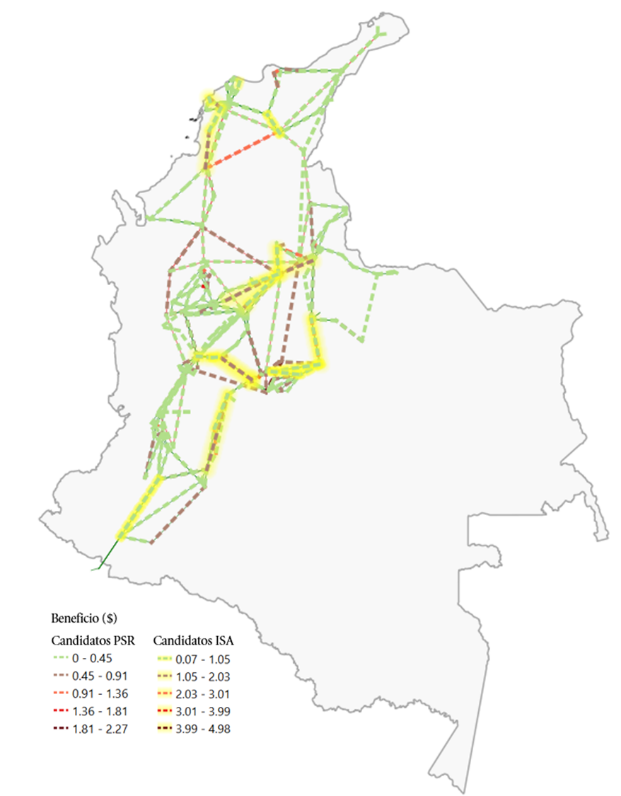 Beneficio ($)
Candidatos PSR Candidatos ISA
0 - 0.45 0.07 - 1.05
0.45 - 0.91 1.05 - 2.03
0.91 - 1.36 2.03 - 3.01
1.36 - 1.81 3.01 - 3.99
1.81 - 2.27 3.99 - 4.98